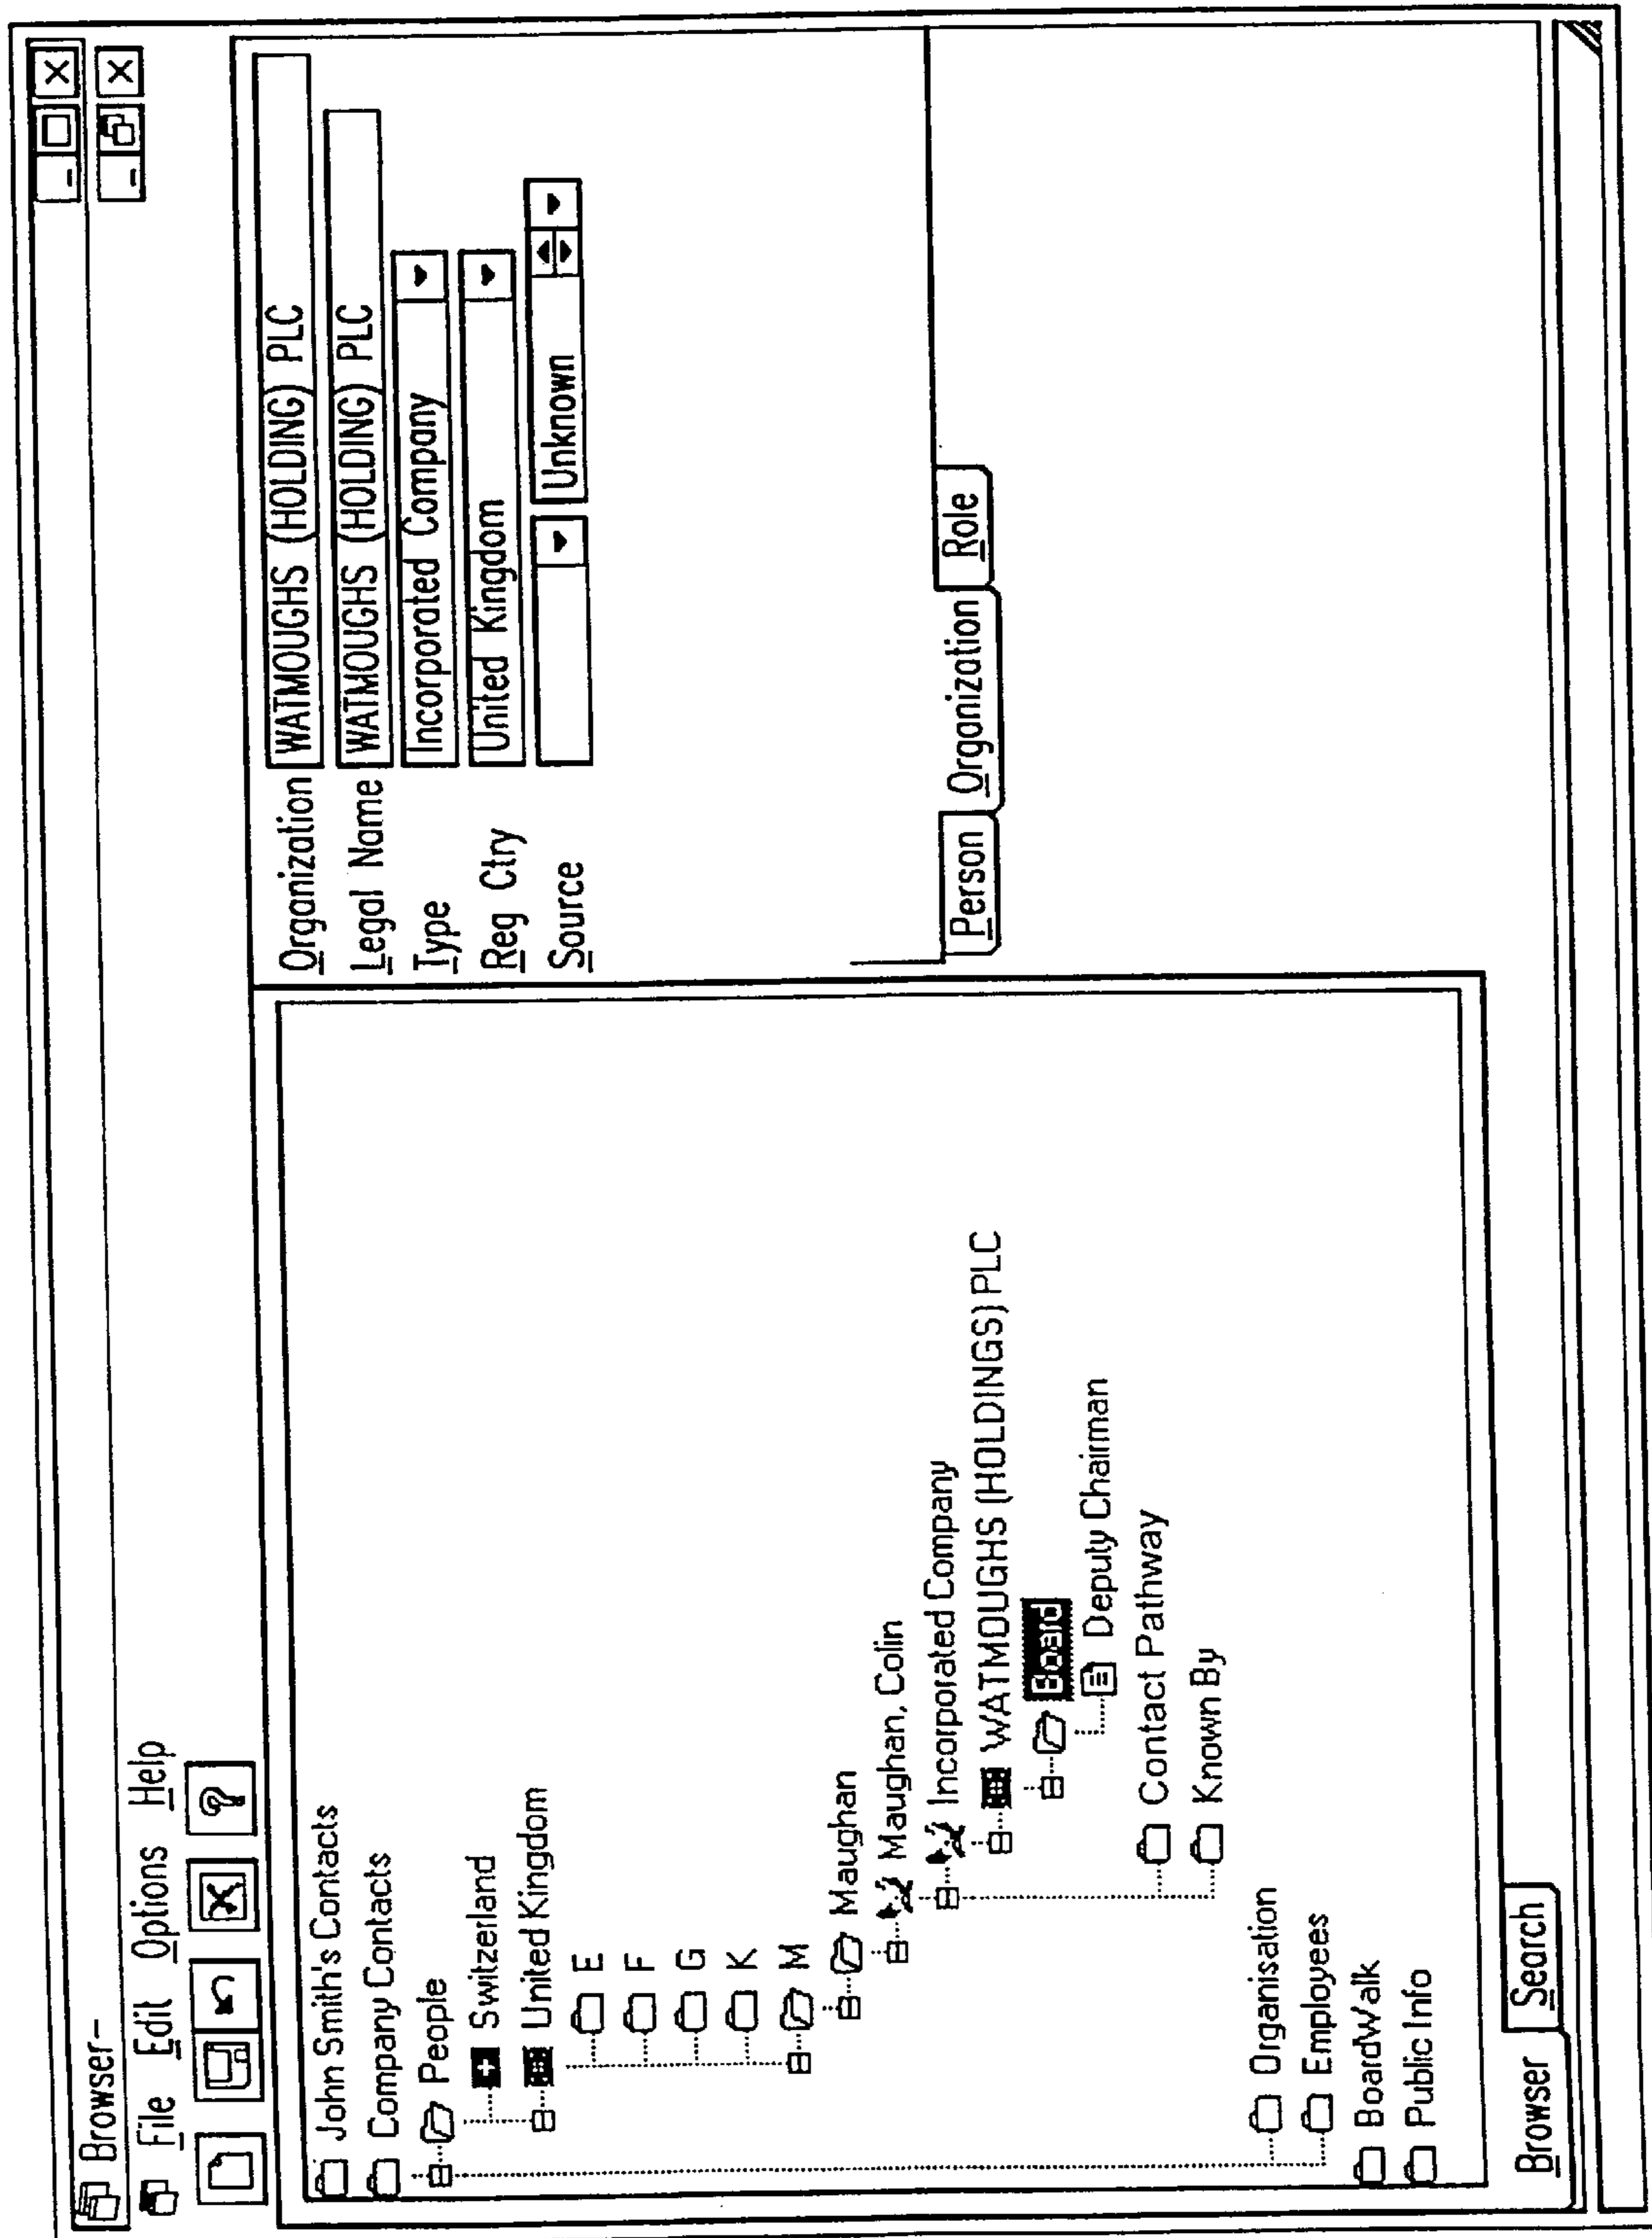 Browser–
File Edit Options Help
John Smith's Contacts
Company Contacts
People
Switzerland
United Kingdom
E
F
G
K
M
Maughan
Maughan, Colin
Incorporated Company
WATMOUGHS (HOLDINGS) PLC
Board
Deputy Chairman
Contact Pathway
Known By
Organisation
Employees
BoardWalk
Public Info
Browser Search
Organization WATMOUGHS (HOLDING) PLC
Legal Name WATMOUGHS (HOLDING) PLC
Type Incorporated Company
Reg Ctry United Kingdom
Source Unknown
Person Organization Role